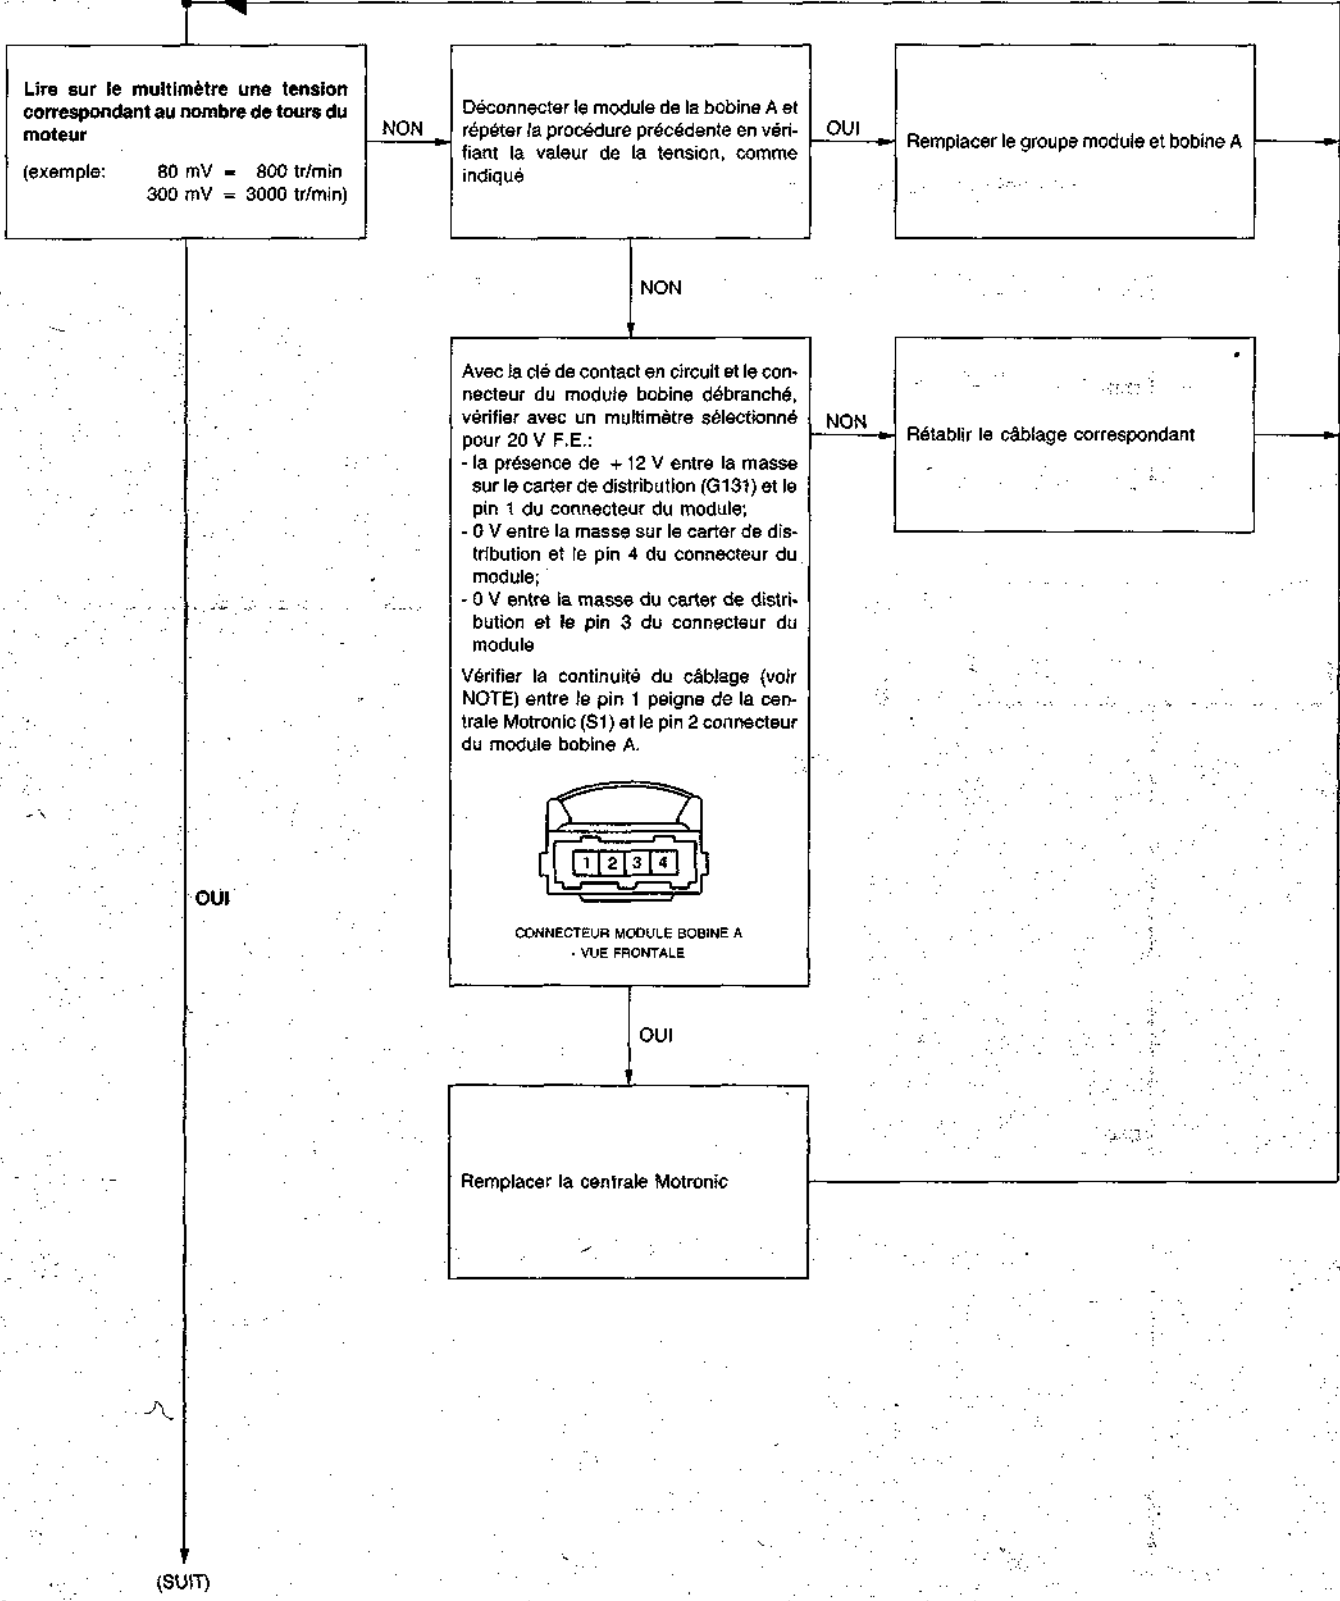 Lire sur le multimètre une tension
correspondant au nombre de tours du
moteur
(exemple: 80 mV = 800 tr/min
300 mV = 3000 tr/min)
NON
Déconnecter le module de la bobine A et
répéter la procédure précédente en véri-
fiant la valeur de la tension, comme
indiqué
OUI
Remplacer le groupe module et bobine A
NON
Avec la clé de contact en circuit et le con-
necteur du module bobine débranché,
vérifier avec un multimètre sélectionné
pour 20 V F.E.:
- la présence de + 12 V entre la masse
sur le carter de distribution (G131) et le
pin 1 du connecteur du module;
- 0 V entre la masse sur le carter de dis-
tribution et le pin 4 du connecteur du
module;
- 0 V entre la masse du carter de distri-
bution et le pin 3 du connecteur du
module
Vérifier la continuité du câblage (voir
NOTE) entre le pin 1 peigne de la cen-
trale Motronic (S1) et le pin 2 connecteur
du module bobine A.
1 2 3 4
CONNECTEUR MODULE BOBINE A
- VUE FRONTALE
NON
Rétablir le câblage correspondant
OUI
OUI
Remplacer la centrale Motronic
(SUIT)